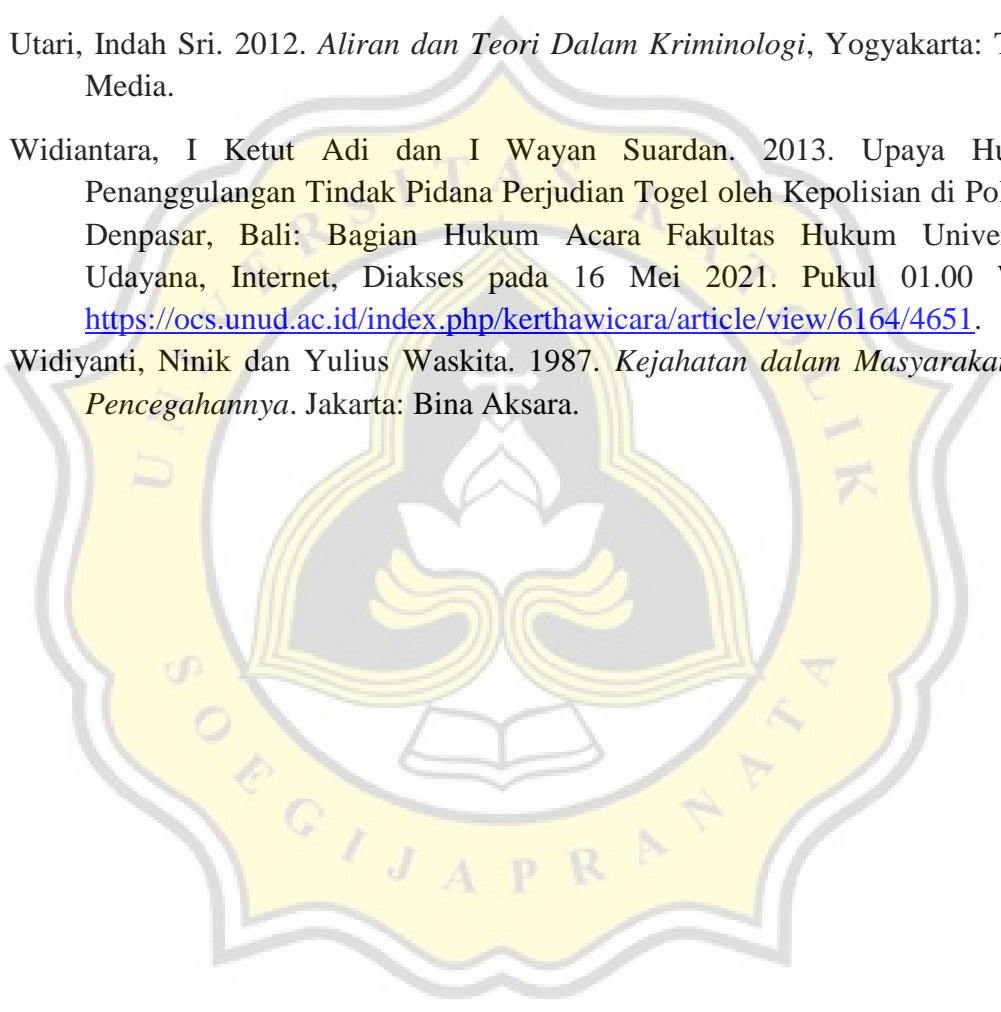 Utari, Indah Sri. 2012. Aliran dan Teori Dalam Kriminologi, Yogyakarta:
Media.
Widiantara, I Ketut Adi dan I Wayan Suardan. 2013. Upaya
Penanggulangan Tindak Pidana Perjudian Togel oleh Kepolisian di
Denpasar, Bali: Bagian Hukum Acara Fakultas Hukum
Udayana, Internet, Diakses pada 16 Mei 2021. Pukul 01.00
https://ocs.unud.ac.id/index.php/kerthawicara/article/view/6164/4651.
Widiyanti, Ninik dan Yulius Waskita. 1987. Kejahatan dalam
Pencegahannya. Jakarta: Bina Aksara.
UNIVERSITAS KATOLIK
SOEGIJAPRANATA